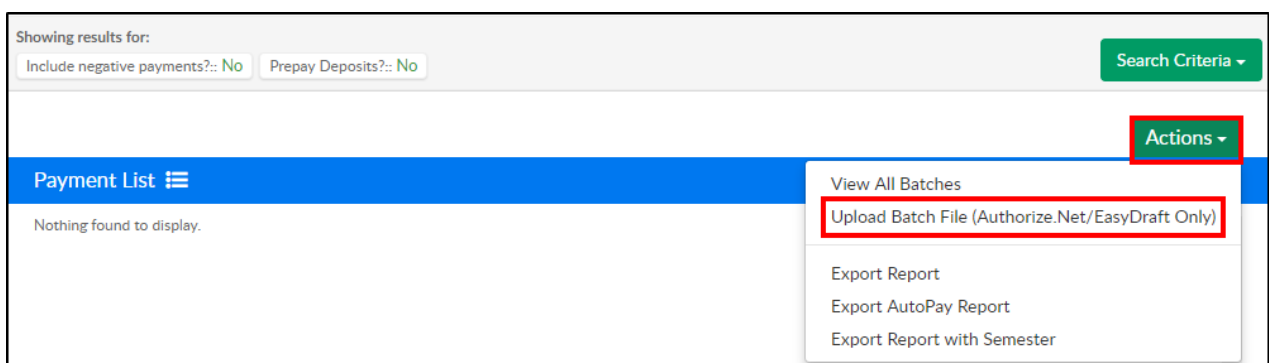 Showing results for:
Include negative payments?:: No Prepay Deposits?:: No
Search Criteria
Actions
Payment List
Nothing found to display.
View All Batches
Upload Batch File (Authorize.Net/EasyDraft Only)
Export Report
Export AutoPay Report
Export Report with Semester